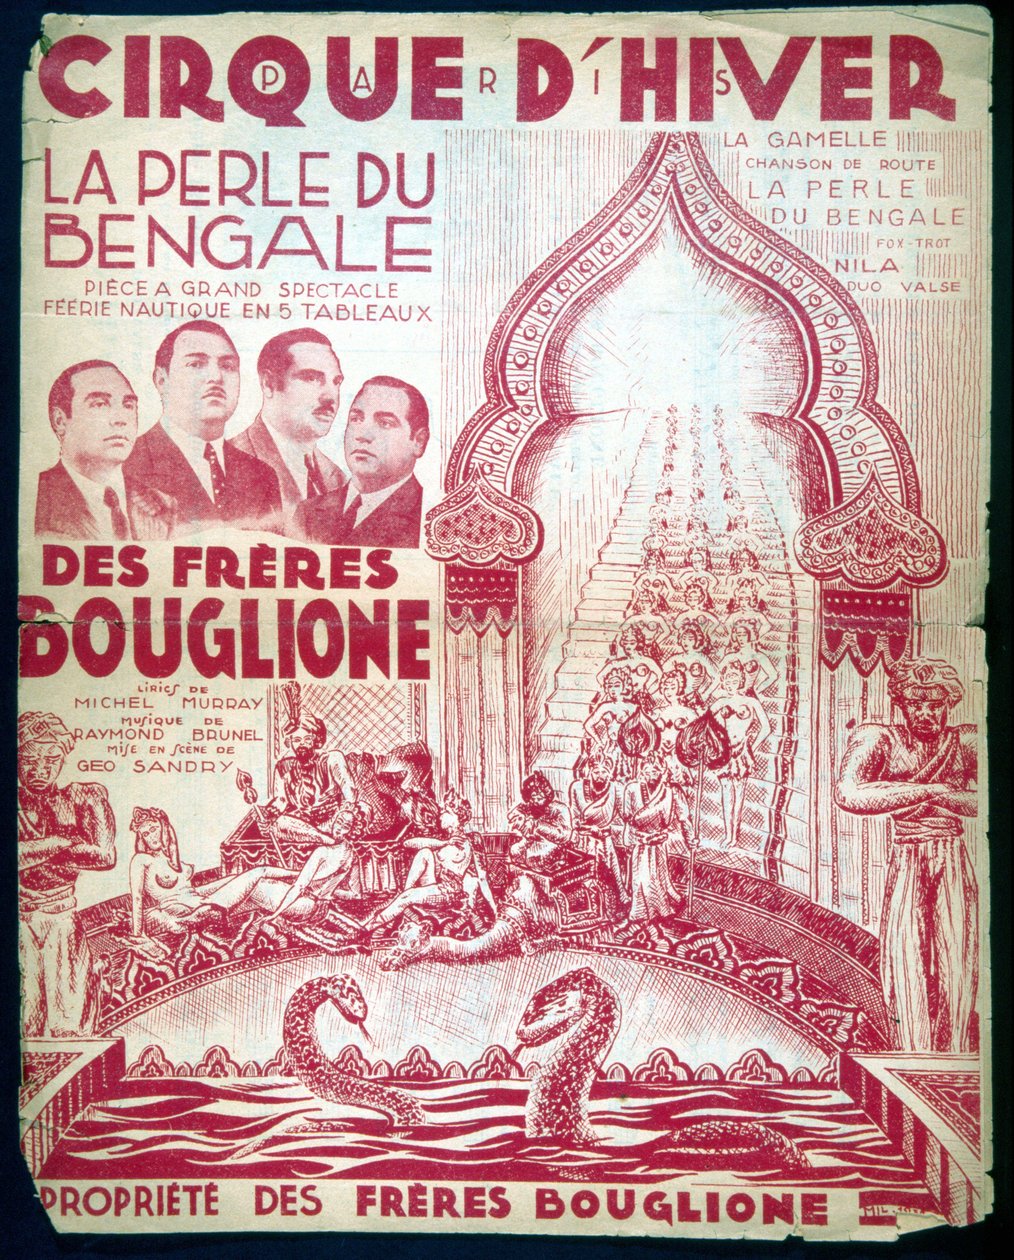 CIRQUE D'HIVER
PARIS
LA PERLE DU
BENGALE
PIÈCE A GRAND SPECTACLE
FÉÉRIE NAUTIQUE EN 5 TABLEAUX
LA GAMELLE
CHANSON DE ROUTE
LA PERLE
DU BENGALE
FOX-TROT
NILA
DUO VALSE
DES FRÈRES
BOUGLIONE
LIRICS DE
MICHEL MURRAY
MUSIQUE DE
RAYMOND BRUNEL
MISE EN SCÈNE DE
GEO SANDRY
PROPRIÉTÉ DES FRÈRES BOUGLIONE